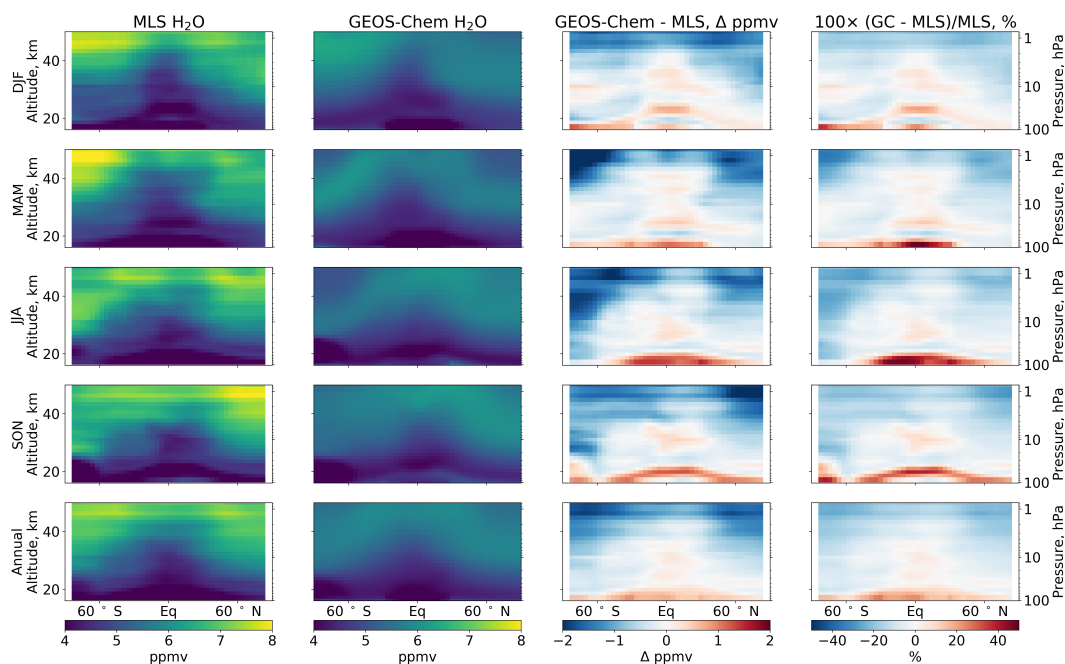 MLS H₂O
GEOS-Chem H₂O
GEOS-Chem - MLS, Δ ppmv
100× (GC - MLS)/MLS, %
DJF
Altitude, km
40
20
1
10
100
Pressure, hPa
MAM
Altitude, km
40
20
1
10
100
Pressure, hPa
JJA
Altitude, km
40
20
1
10
100
Pressure, hPa
SON
Altitude, km
40
20
1
10
100
Pressure, hPa
Annual
Altitude, km
40
20
1
10
100
Pressure, hPa
60 ° S Eq 60 ° N
60 ° S Eq 60 ° N
60 ° S Eq 60 ° N
60 ° S Eq 60 ° N
4 5 6 7 8
ppmv
4 5 6 7 8
ppmv
−2 −1 0 1 2
Δ ppmv
−40 −20 0 20 40
%